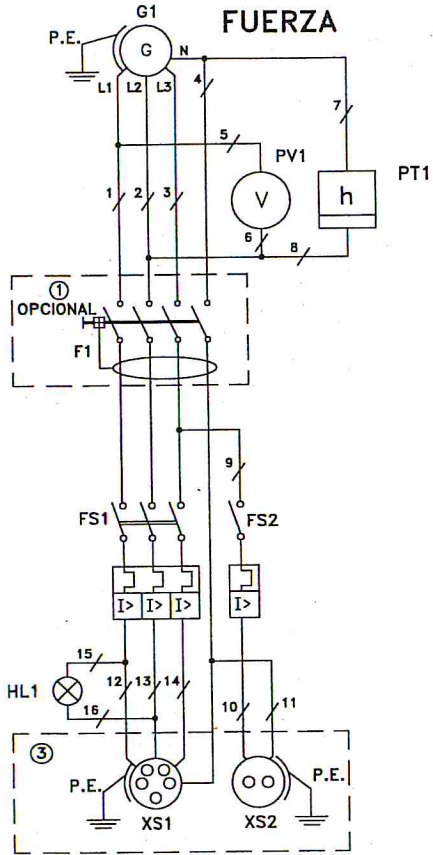 G1
FUERZA
P.E.
G
N
L1 L2 L3
4
5
7
PV1
PT1
1 2 3
V
h
6
8
①
OPCIONAL
F1
9
FS1
FS2
I> I> I>
I>
15
HL1
12 13 14
16
10 11
③
P.E.
P.E.
XS1
XS2